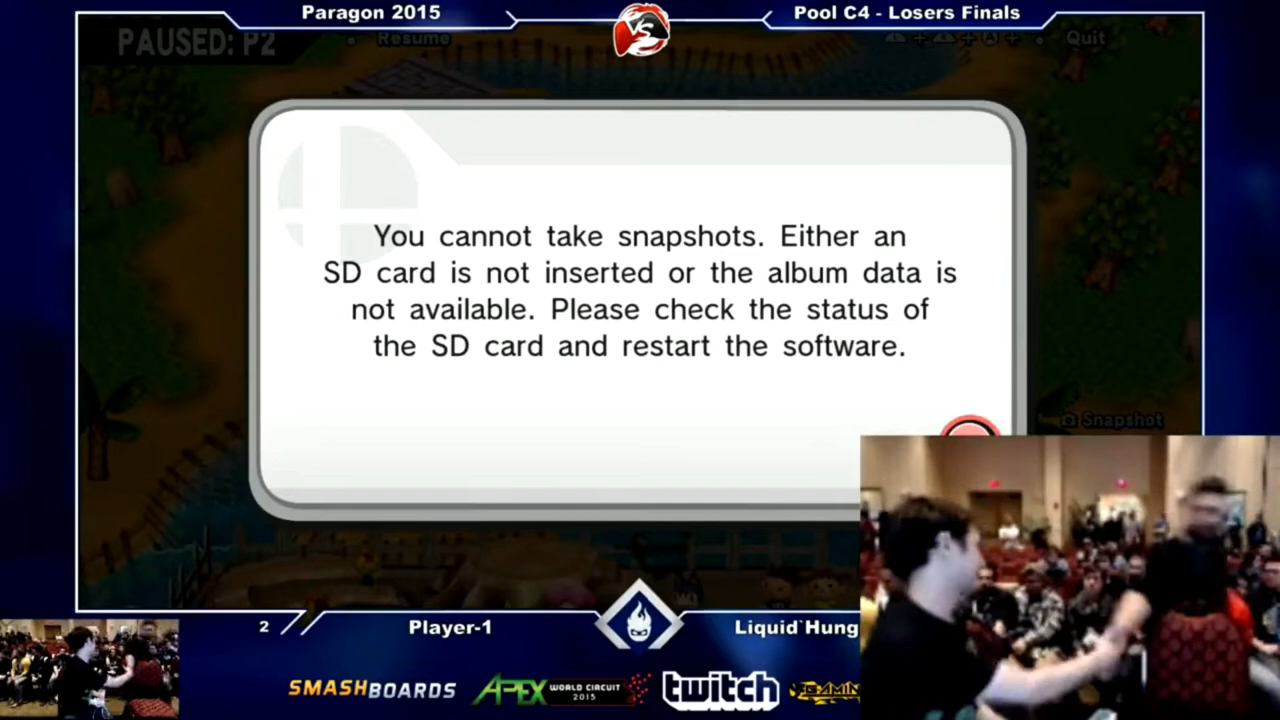 Paragon 2015
VS
Pool C4 - Losers Finals
PAUSED: P2
Resume
Quit
You cannot take snapshots. Either an
SD card is not inserted or the album data is
not available. Please check the status of
the SD card and restart the software.
Snapshot
2
Player-1
Liquid`Hung
SMASHBOARDS
APEX
WORLD CIRCUIT
2015
twitch
GAMIN